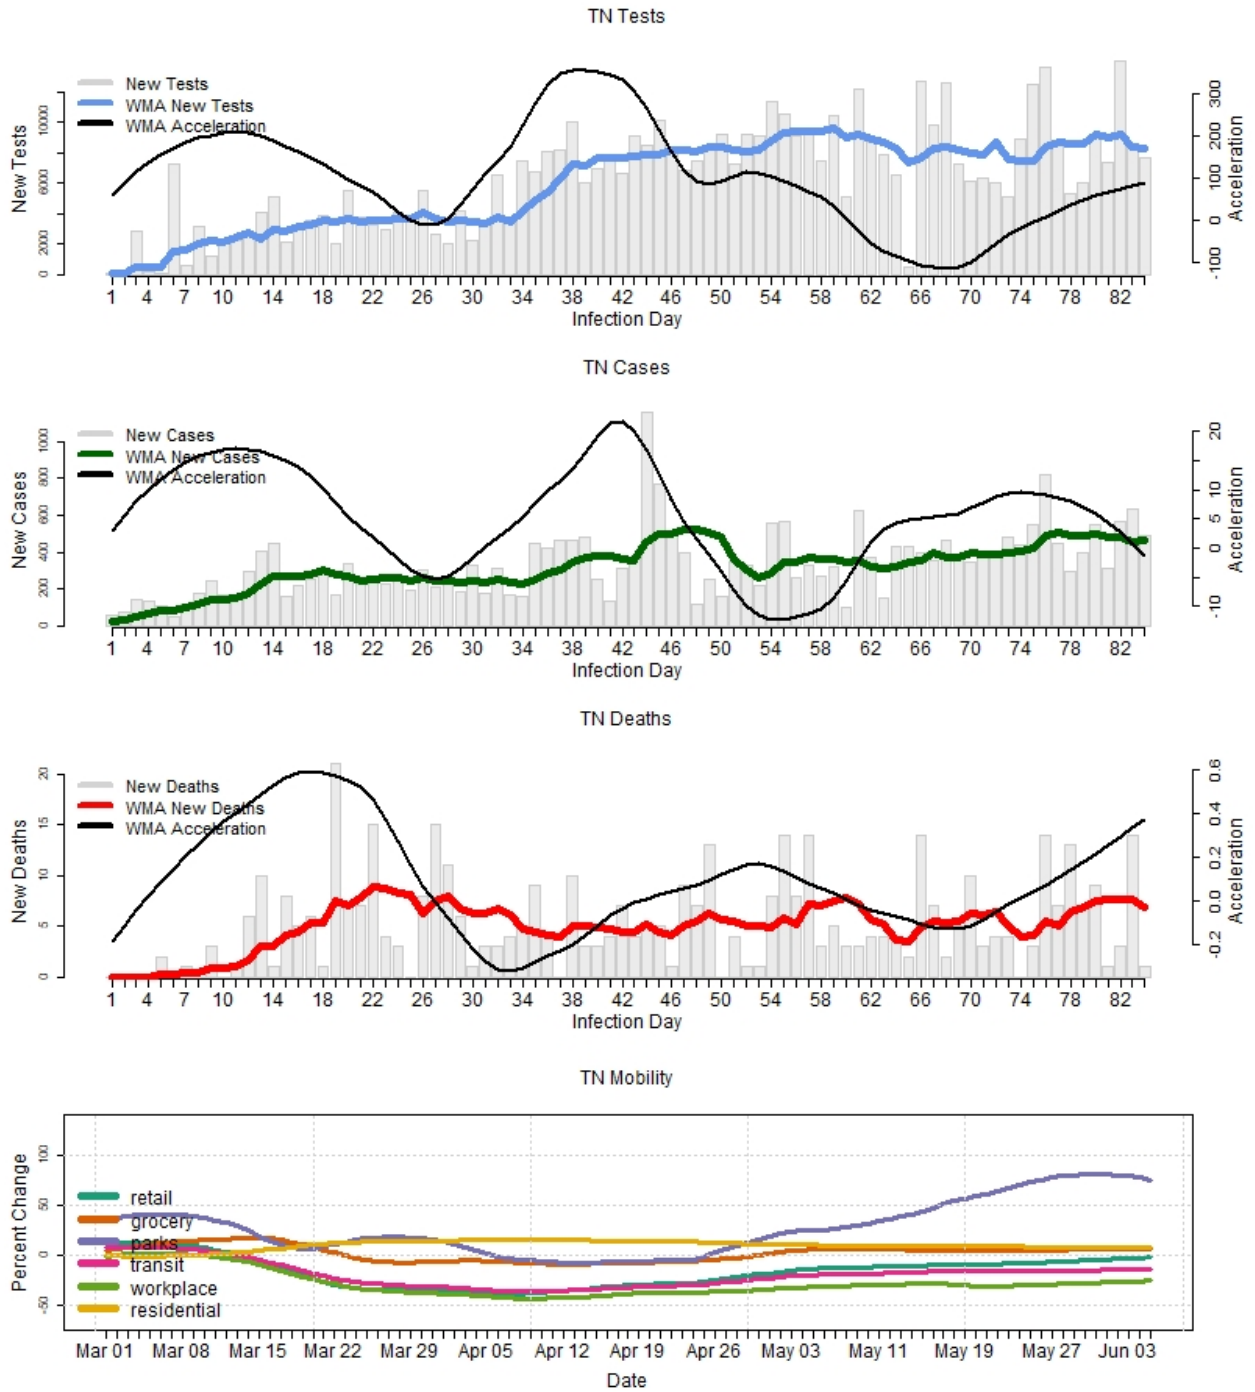 TN Tests
New Tests
WMA New Tests
WMA Acceleration
New Tests
0 2000 6000 10000
Acceleration
-100 0 100 200 300
1 4 7 10 14 18 22 26 30 34 38 42 46 50 54 58 62 66 70 74 78 82
Infection Day
TN Cases
New Cases
WMA New Cases
WMA Acceleration
New Cases
0 200 400 600 800 1000
Acceleration
-10 0 5 10 20
1 4 7 10 14 18 22 26 30 34 38 42 46 50 54 58 62 66 70 74 78 82
Infection Day
TN Deaths
New Deaths
WMA New Deaths
WMA Acceleration
New Deaths
0 5 10 15 20
Acceleration
-0.2 0.0 0.2 0.4 0.6
1 4 7 10 14 18 22 26 30 34 38 42 46 50 54 58 62 66 70 74 78 82
Infection Day
TN Mobility
Percent Change
-50 0 50 100
retail
grocery
parks
transit
workplace
residential
Mar 01 Mar 08 Mar 15 Mar 22 Mar 29 Apr 05 Apr 12 Apr 19 Apr 26 May 03 May 11 May 19 May 27 Jun 03
Date